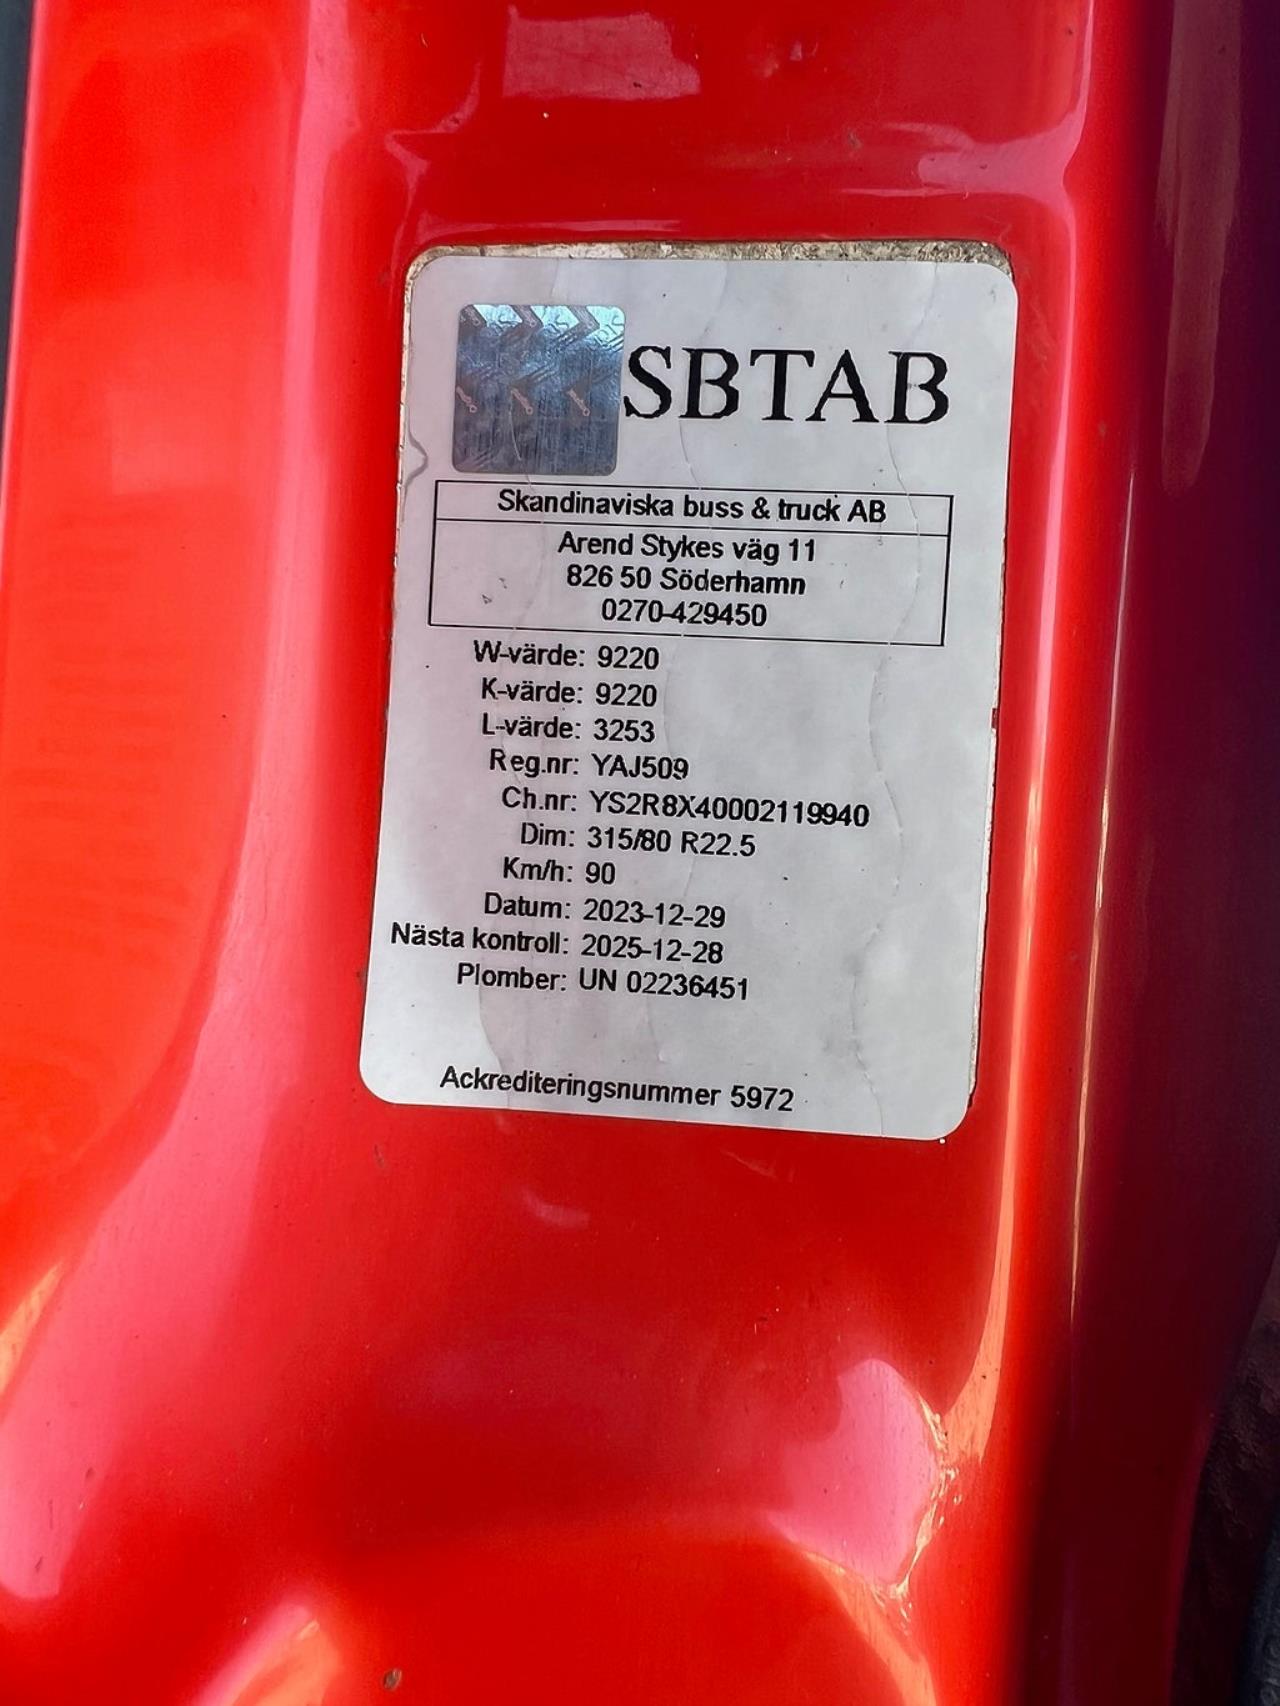 SBTAB
Skandinaviska buss & truck AB
Arend Stykes väg 11
826 50 Söderhamn
0270-429450
W-värde: 9220
K-värde: 9220
L-värde: 3253
Reg.nr: YAJ509
Ch.nr: YS2R8X40002119940
Dim: 315/80 R22.5
Km/h: 90
Datum: 2023-12-29
Nästa kontroll: 2025-12-28
Plomber: UN 02236451
Ackrediteringsnummer 5972